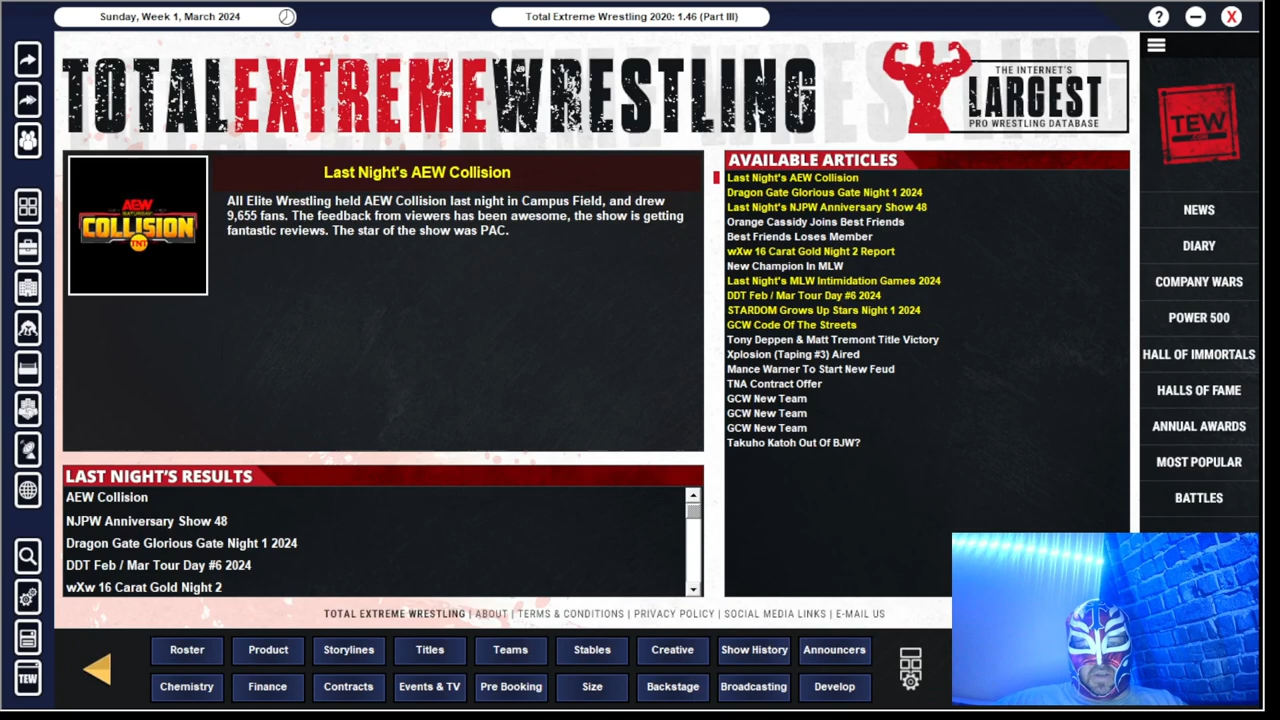 Sunday, Week 1, March 2024
Total Extreme Wrestling 2020: 1.46 (Part III)
?
X
TOTALEXTREMEWRESTLING
THE INTERNET'S
LARGEST
PRO WRESTLING DATABASE
TEW
.COM
Last Night's AEW Collision
AEW
SATURDAY
COLLISION
TNT
All Elite Wrestling held AEW Collision last night in Campus Field, and drew
9,655 fans. The feedback from viewers has been awesome, the show is getting
fantastic reviews. The star of the show was PAC.
AVAILABLE ARTICLES
Last Night's AEW Collision
Dragon Gate Glorious Gate Night 1 2024
Last Night's NJPW Anniversary Show 48
Orange Cassidy Joins Best Friends
Best Friends Loses Member
wXw 16 Carat Gold Night 2 Report
New Champion In MLW
Last Night's MLW Intimidation Games 2024
DDT Feb / Mar Tour Day #6 2024
STARDOM Grows Up Stars Night 1 2024
GCW Code Of The Streets
Tony Deppen & Matt Tremont Title Victory
Xplosion (Taping #3) Aired
Mance Warner To Start New Feud
TNA Contract Offer
GCW New Team
GCW New Team
GCW New Team
Takuho Katoh Out Of BJW?
NEWS
DIARY
COMPANY WARS
POWER 500
HALL OF IMMORTALS
HALLS OF FAME
ANNUAL AWARDS
MOST POPULAR
BATTLES
LAST NIGHT'S RESULTS
AEW Collision
NJPW Anniversary Show 48
Dragon Gate Glorious Gate Night 1 2024
DDT Feb / Mar Tour Day #6 2024
wXw 16 Carat Gold Night 2
TOTAL EXTREME WRESTLING | ABOUT | TERMS & CONDITIONS | PRIVACY POLICY | SOCIAL MEDIA LINKS | E-MAIL US
TEW
Roster
Product
Storylines
Titles
Teams
Stables
Creative
Show History
Announcers
Chemistry
Finance
Contracts
Events & TV
Pre Booking
Size
Backstage
Broadcasting
Develop